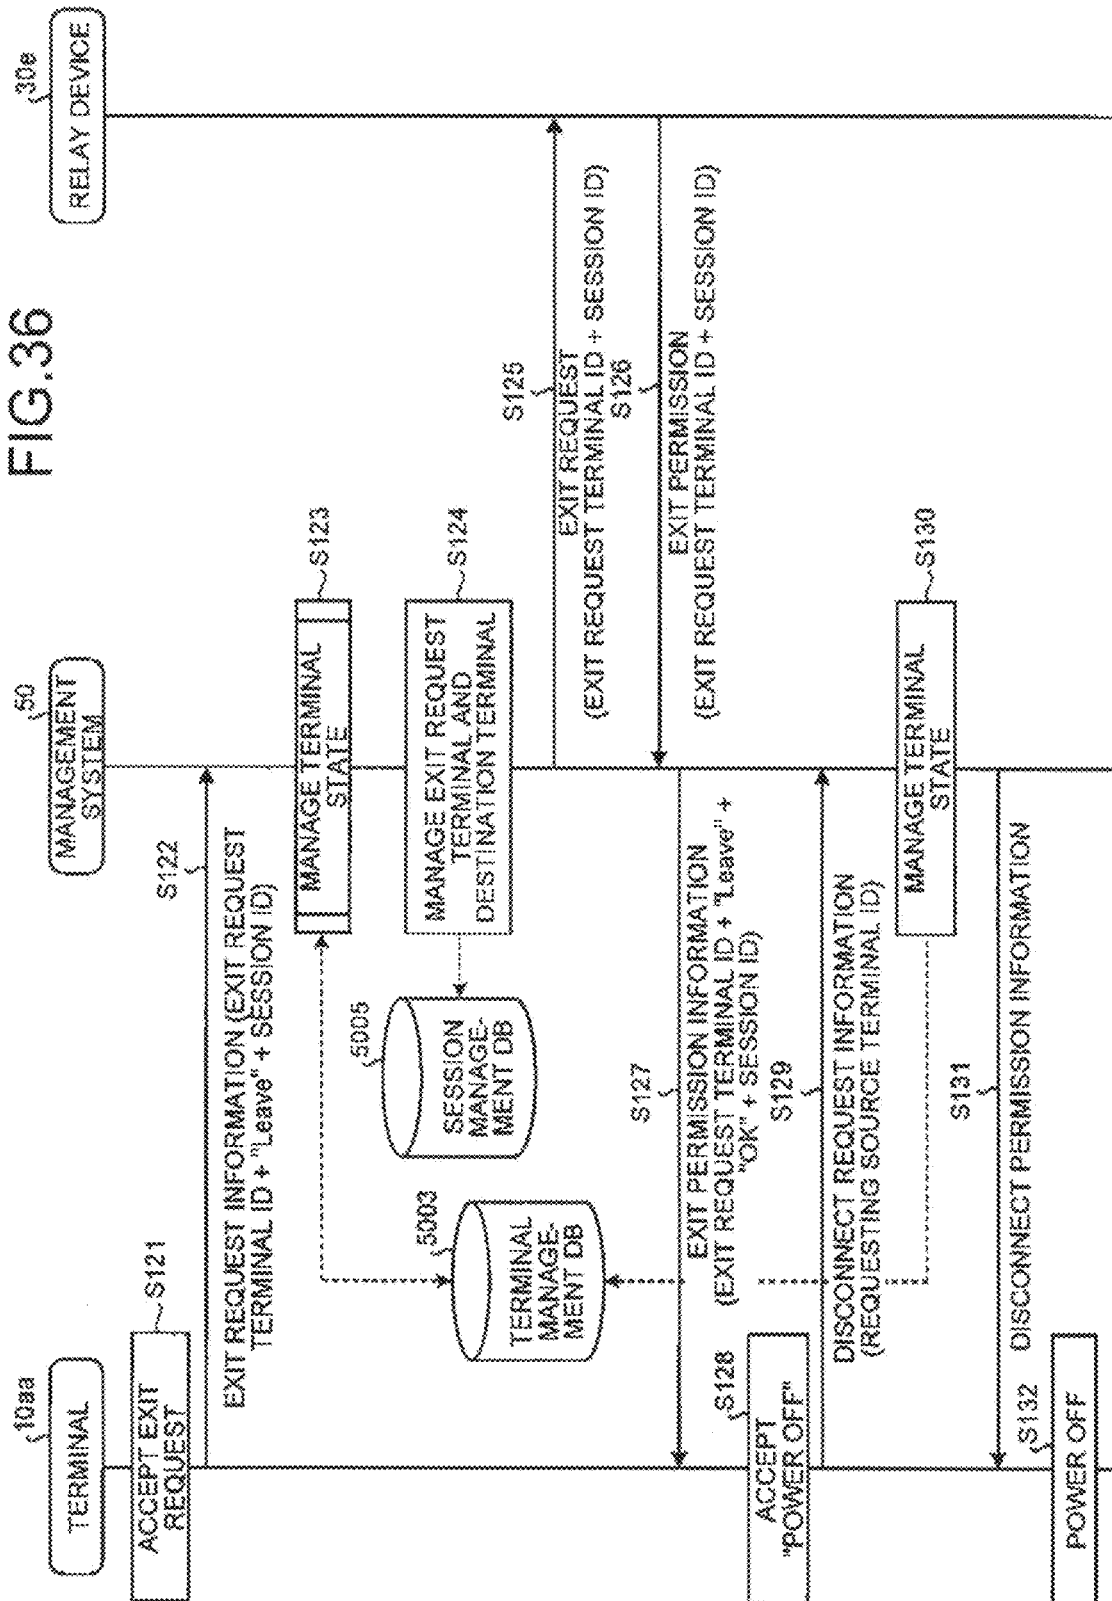 FIG.36
10aa
TERMINAL
50
MANAGEMENT
SYSTEM
30e
RELAY DEVICE
S121
ACCEPT EXIT
REQUEST
S122
EXIT REQUEST INFORMATION (EXIT REQUEST
TERMINAL ID + "Leave" + SESSION ID)
S123
MANAGE TERMINAL
STATE
S124
MANAGE EXIT REQUEST
TERMINAL AND
DESTINATION TERMINAL
5003
TERMINAL
MANAGE-
MENT DB
5005
SESSION
MANAGE-
MENT DB
S125
EXIT REQUEST
(EXIT REQUEST TERMINAL ID + SESSION ID)
S126
EXIT PERMISSION
(EXIT REQUEST TERMINAL ID + SESSION ID)
S127
EXIT PERMISSION INFORMATION
(EXIT REQUEST TERMINAL ID + "Leave" +
"OK" + SESSION ID)
S128
ACCEPT
"POWER OFF"
S129
DISCONNECT REQUEST INFORMATION
(REQUESTING SOURCE TERMINAL ID)
S130
MANAGE TERMINAL
STATE
S131
DISCONNECT PERMISSION INFORMATION
S132
POWER OFF